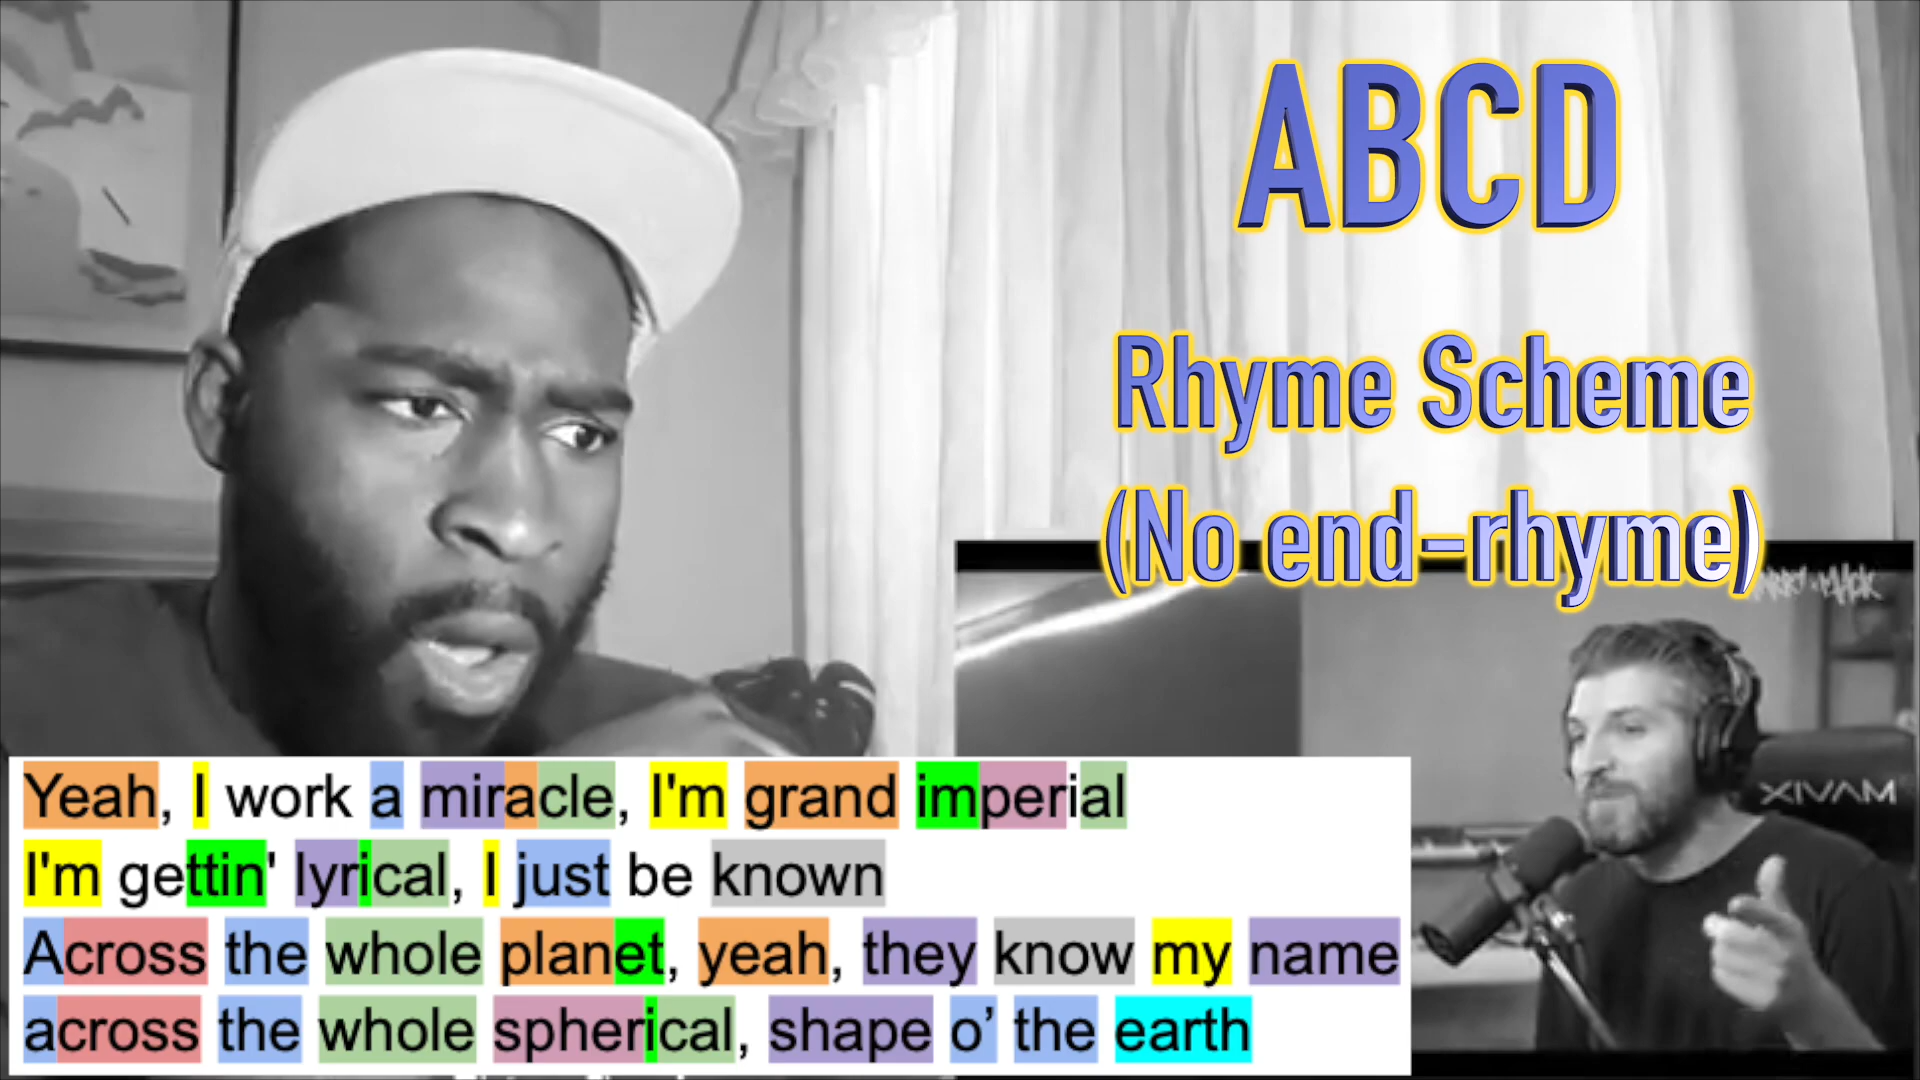 ABCD
Rhyme Scheme
(No end-rhyme)
XIVAM
Yeah, I work a miracle, I'm grand imperial
I'm gettin' lyrical, I just be known
Across the whole planet, yeah, they know my name
across the whole spherical, shape o’ the earth